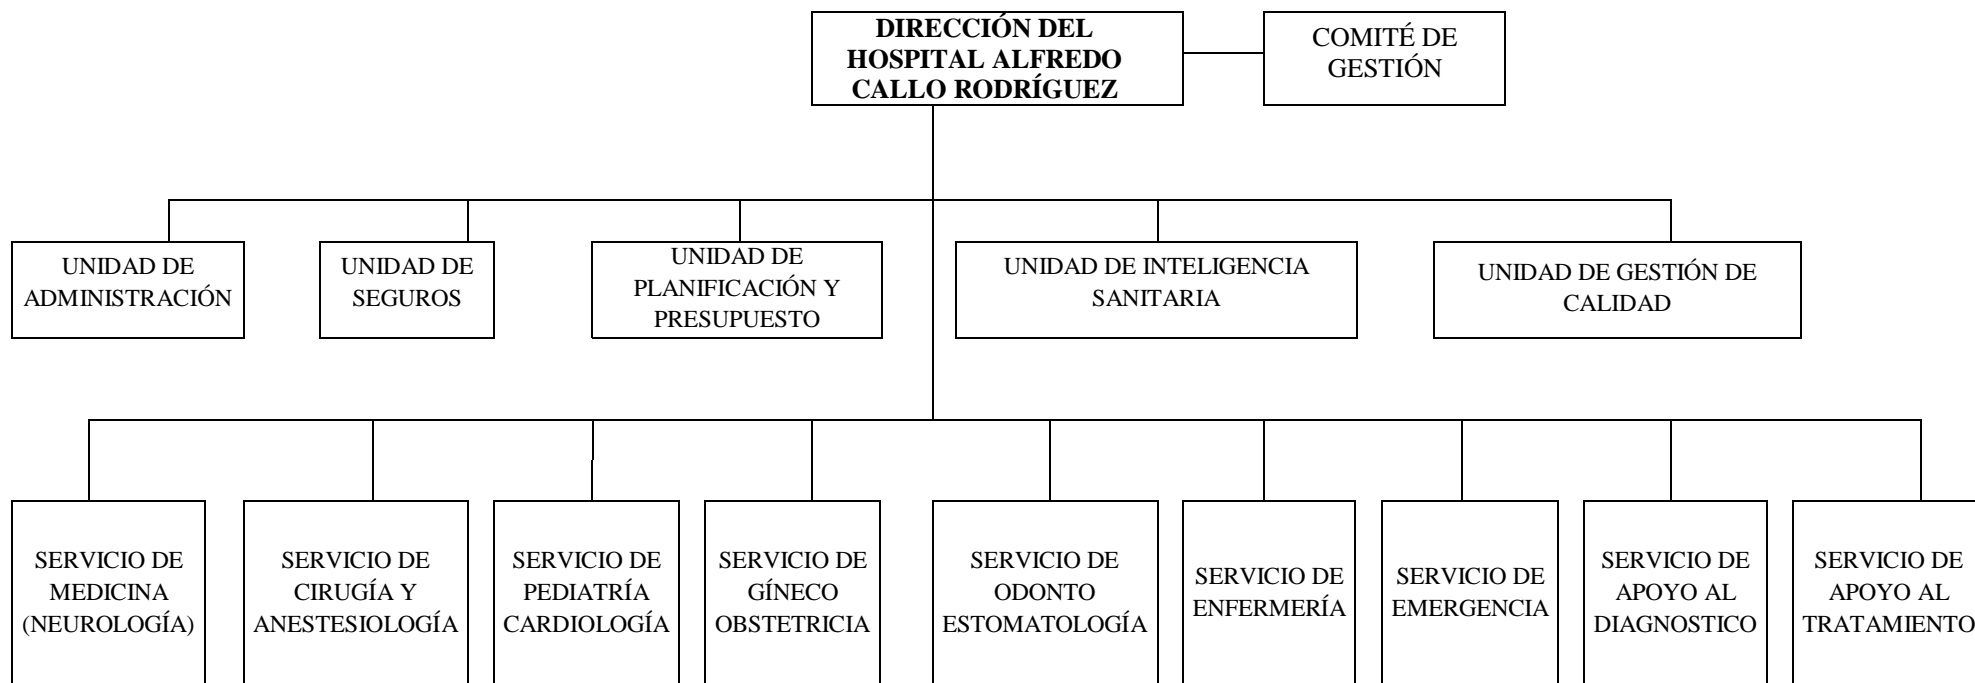 DIRECCIÓN DEL
HOSPITAL ALFREDO
CALLO RODRÍGUEZ
COMITÉ DE
GESTIÓN
UNIDAD DE
ADMINISTRACIÓN
UNIDAD DE
SEGUROS
UNIDAD DE
PLANIFICACIÓN Y
PRESUPUESTO
UNIDAD DE INTELIGENCIA
SANITARIA
UNIDAD DE GESTIÓN DE
CALIDAD
SERVICIO DE
MEDICINA
(NEUROLOGÍA)
SERVICIO DE
CIRUGÍA Y
ANESTESIOLOGÍA
SERVICIO DE
PEDIATRÍA
CARDIOLOGÍA
SERVICIO DE
GÍNECO
OBSTETRICIA
SERVICIO DE
ODONTO
ESTOMATOLOGÍA
SERVICIO DE
ENFERMERÍA
SERVICIO DE
EMERGENCIA
SERVICIO DE
APOYO AL
DIAGNOSTICO
SERVICIO DE
APOYO AL
TRATAMIENTO